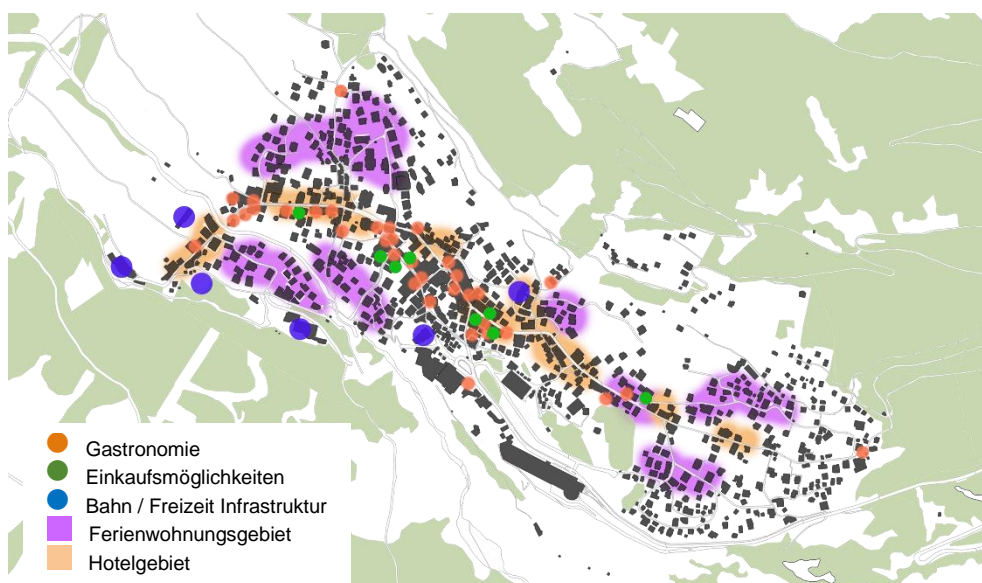 Gastronomie
Einkaufsmöglichkeiten
Bahn / Freizeit Infrastruktur
Ferienwohnungsgebiet
Hotelgebiet